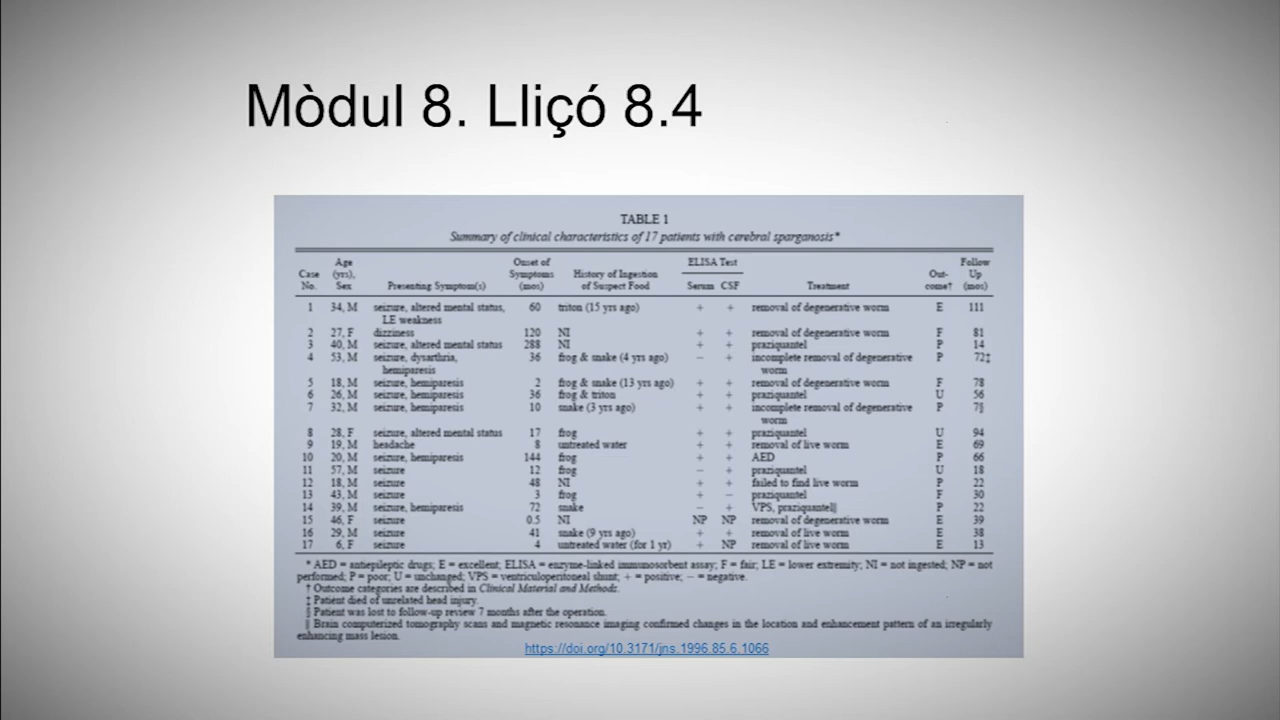 Mòdul 8. Lliçó 8.4
TABLE 1
Summary of clinical characteristics of 17 patients with cerebral sparganosis*
Case No. Age (yrs), Sex Presenting Symptom(s) Onset of Symptoms (mos) History of Ingestion of Suspect Food ELISA Test Serum CSF Treatment Outcome† Follow Up (mos)
1 34, M seizure, altered mental status, LE weakness 60 triton (15 yrs ago) + + removal of degenerative worm E 111
2 27, F dizziness 120 NI + + removal of degenerative worm F 81
3 40, M seizure, altered mental status 288 NI + + praziquantel P 14
4 53, M seizure, dysarthria, hemiparesis 36 frog & snake (4 yrs ago) − + incomplete removal of degenerative worm P 72‡
5 18, M seizure, hemiparesis 2 frog & snake (13 yrs ago) + + removal of degenerative worm F 78
6 26, M seizure, hemiparesis 36 frog & triton + + praziquantel U 56
7 32, M seizure, hemiparesis 10 snake (3 yrs ago) + + incomplete removal of degenerative worm P 7§
8 28, F seizure, altered mental status 17 frog + + praziquantel U 94
9 19, M headache 8 untreated water + + removal of live worm E 69
10 20, M seizure, hemiparesis 144 frog + + AED P 66
11 57, M seizure 12 frog − + praziquantel U 18
12 18, M seizure 48 NI + + failed to find live worm P 22
13 43, M seizure 3 frog + − praziquantel F 30
14 39, M seizure, hemiparesis 72 snake − + VPS, praziquantel‖ P 22
15 46, F seizure 0.5 NI NP NP removal of degenerative worm E 39
16 29, M seizure 41 snake (9 yrs ago) + + removal of live worm E 38
17 6, F seizure 4 untreated water (for 1 yr) + NP removal of live worm E 13
* AED = antiepileptic drugs; E = excellent; ELISA = enzyme-linked immunosorbent assay; F = fair; LE = lower extremity; NI = not ingested; NP = not
performed; P = poor; U = unchanged; VPS = ventriculoperitoneal shunt; + = positive; − = negative.
† Outcome categories are described in Clinical Material and Methods.
‡ Patient died of unrelated head injury.
§ Patient was lost to follow-up review 7 months after the operation.
‖ Brain computerized tomography scans and magnetic resonance imaging confirmed changes in the location and enhancement pattern of an irregularly
enhancing mass lesion.
https://doi.org/10.3171/jns.1996.85.6.1066